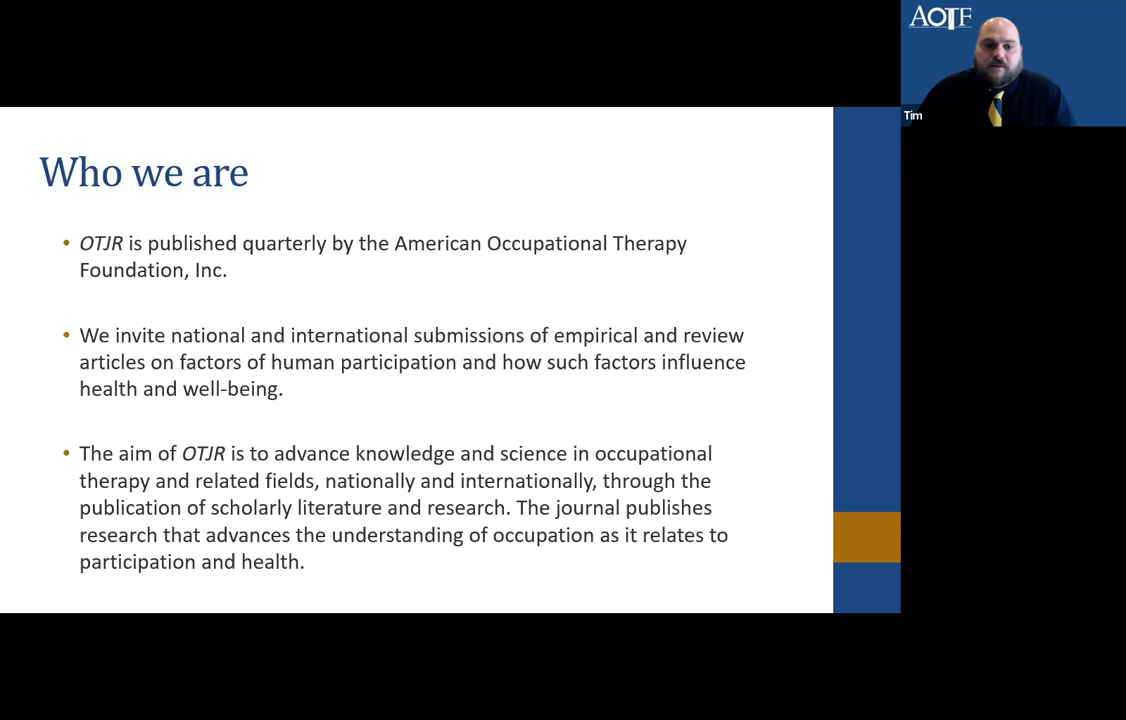 AOTF
Tim
Who we are
• OTJR is published quarterly by the American Occupational Therapy
Foundation, Inc.
• We invite national and international submissions of empirical and review
articles on factors of human participation and how such factors influence
health and well-being.
• The aim of OTJR is to advance knowledge and science in occupational
therapy and related fields, nationally and internationally, through the
publication of scholarly literature and research. The journal publishes
research that advances the understanding of occupation as it relates to
participation and health.